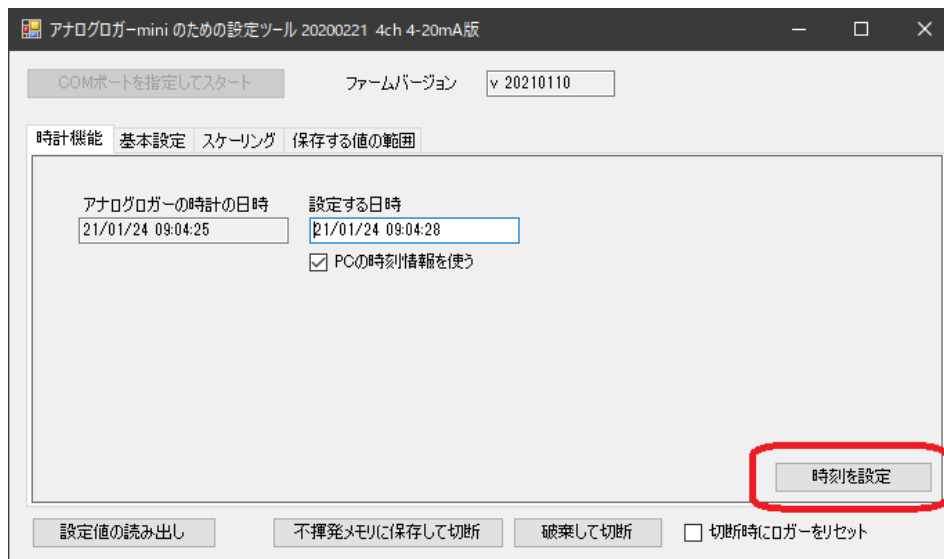 アナログロガーmini のための設定ツール 20200221 4ch 4-20mA版
COMポートを指定してスタート ファームバージョン v 20210110
時計機能 基本設定 スケーリング 保存する値の範囲
アナログロガーの時計の日時 設定する日時
21/01/24 09:04:25 21/01/24 09:04:28
PCの時刻情報を使う
時刻を設定
設定値の読み出し 不揮発メモリに保存して切断 破棄して切断 切断時にロガーをリセット